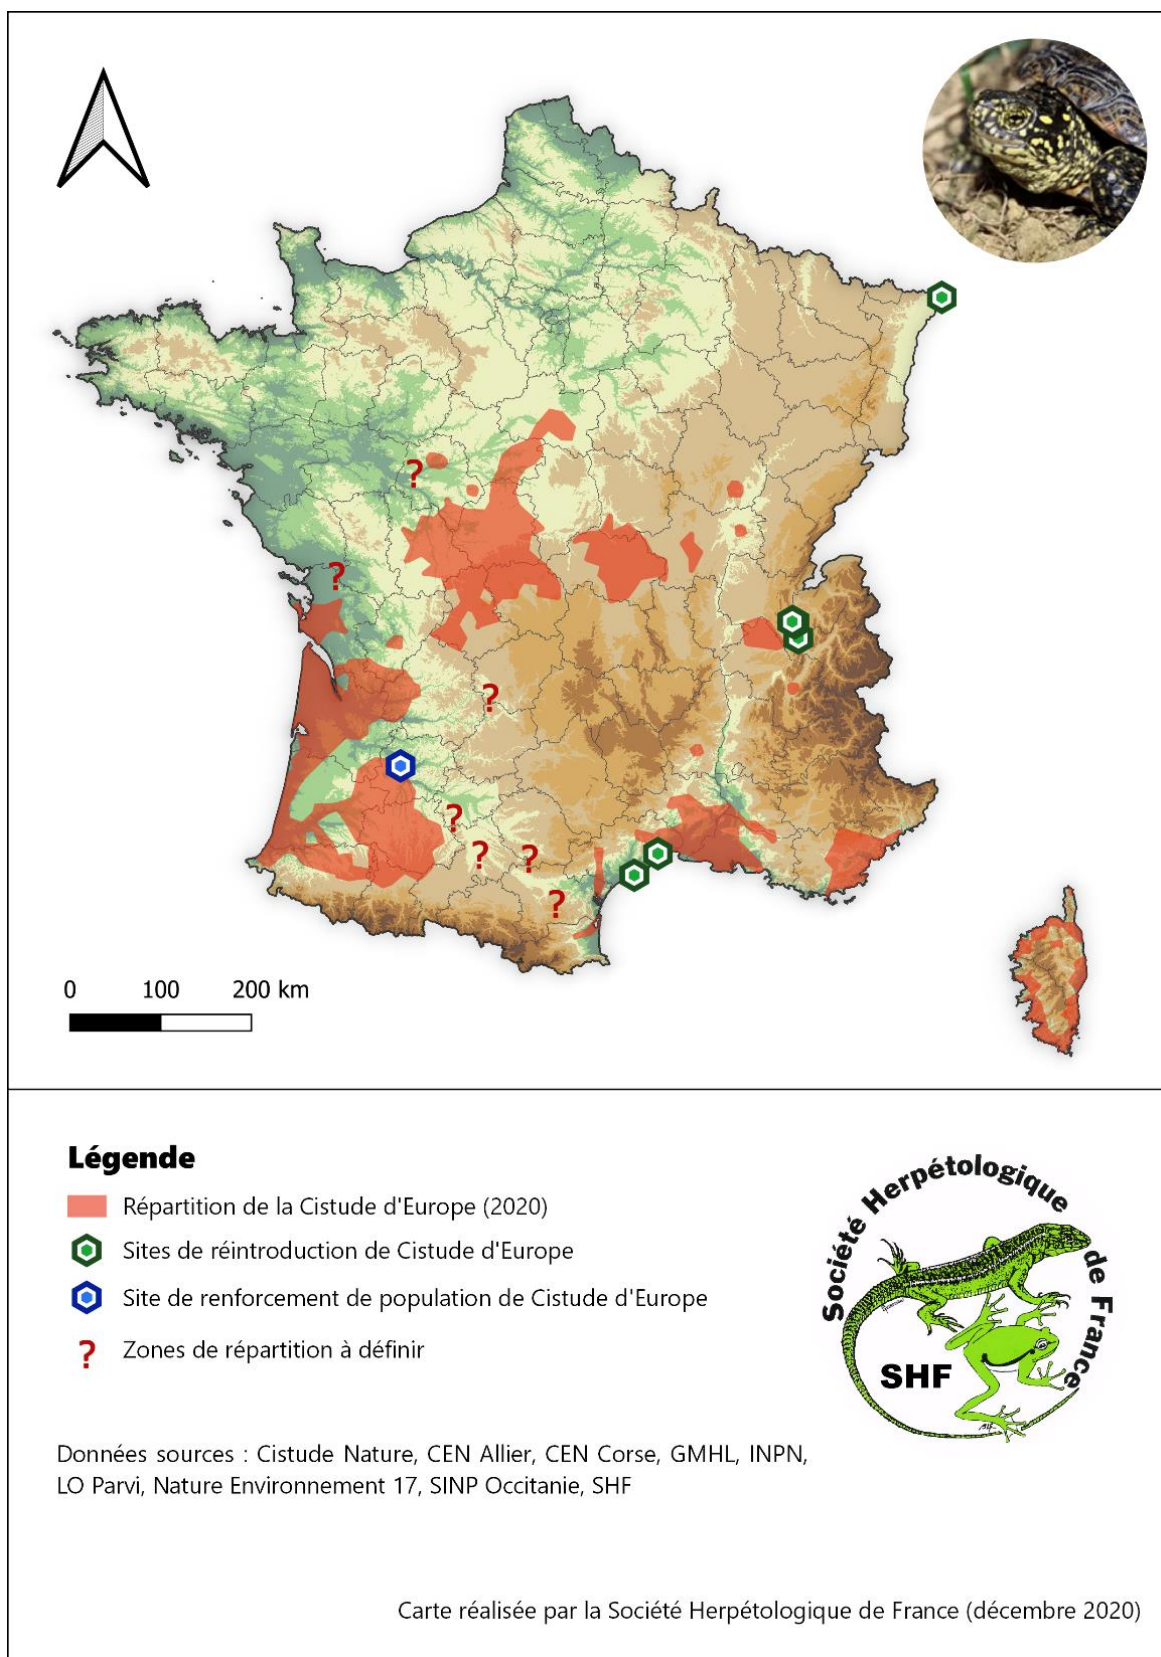 ?
?
?
?
?
?
?
0 100 200 km
Légende
Répartition de la Cistude d'Europe (2020)
Sites de réintroduction de Cistude d'Europe
Site de renforcement de population de Cistude d'Europe
? Zones de répartition à définir
Société Herpétologique de France
SHF
Données sources : Cistude Nature, CEN Allier, CEN Corse, GMHL, INPN,
LO Parvi, Nature Environnement 17, SINP Occitanie, SHF
Carte réalisée par la Société Herpétologique de France (décembre 2020)